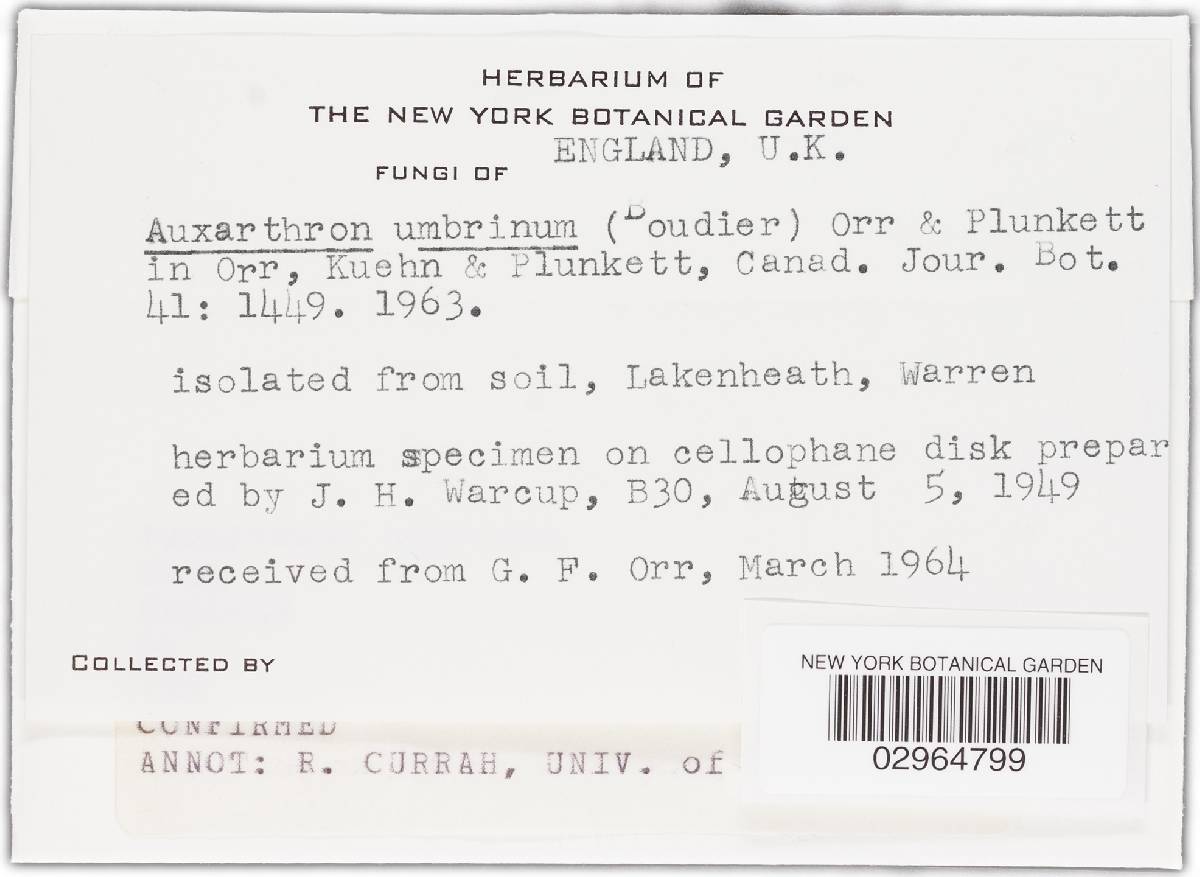 HERBARIUM OF
THE NEW YORK BOTANICAL GARDEN
ENGLAND, U.K.
FUNGI OF
Auxarthron umbrinum (Boudier) Orr & Plunkett
in Orr, Kuehn & Plunkett, Canad. Jour. Bot.
41: 1449. 1963.
isolated from soil, Lakenheath, Warren
herbarium specimen on cellophane disk prepar
ed by J. H. Warcup, B30, August 5, 1949
received from G. F. Orr, March 1964
COLLECTED BY
NEW YORK BOTANICAL GARDEN
02964799
CONFIRMED
ANNOT: R. CURRAH, UNIV. of